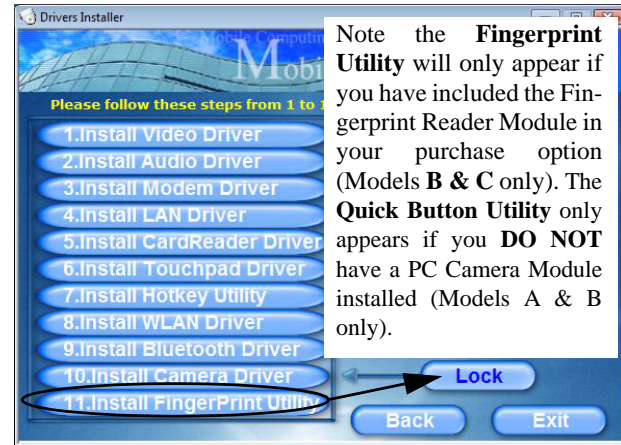 Drivers Installer
Mobile Computin
Mobi
Please follow these steps from 1 to 1
1.Install Video Driver
2.Install Audio Driver
3.Install Modem Driver
4.Install LAN Driver
5.Install CardReader Driver
6.Install Touchpad Driver
7.Install Hotkey Utility
8.Install WLAN Driver
9.Install Bluetooth Driver
10.Install Camera Driver
11.Install FingerPrint Utility
Note the Fingerprint
Utility will only appear if
you have included the Fin-
gerprint Reader Module in
your purchase option
(Models B & C only). The
Quick Button Utility only
appears if you DO NOT
have a PC Camera Module
installed (Models A & B
only).
Lock
Back
Exit